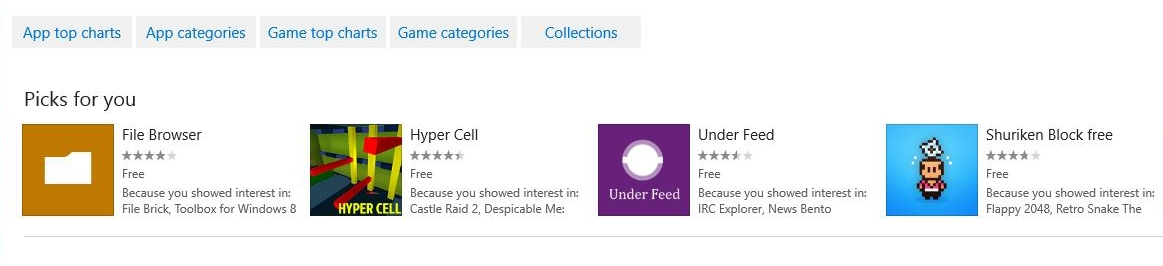 App top charts
App categories
Game top charts
Game categories
Collections
Picks for you
File Browser
Free
Because you showed interest in:
File Brick, Toolbox for Windows 8
HYPER CELL
Hyper Cell
Free
Because you showed interest in:
Castle Raid 2, Despicable Me:
Under Feed
Under Feed
Free
Because you showed interest in:
IRC Explorer, News Bento
Shuriken Block free
Free
Because you showed interest in:
Flappy 2048, Retro Snake The